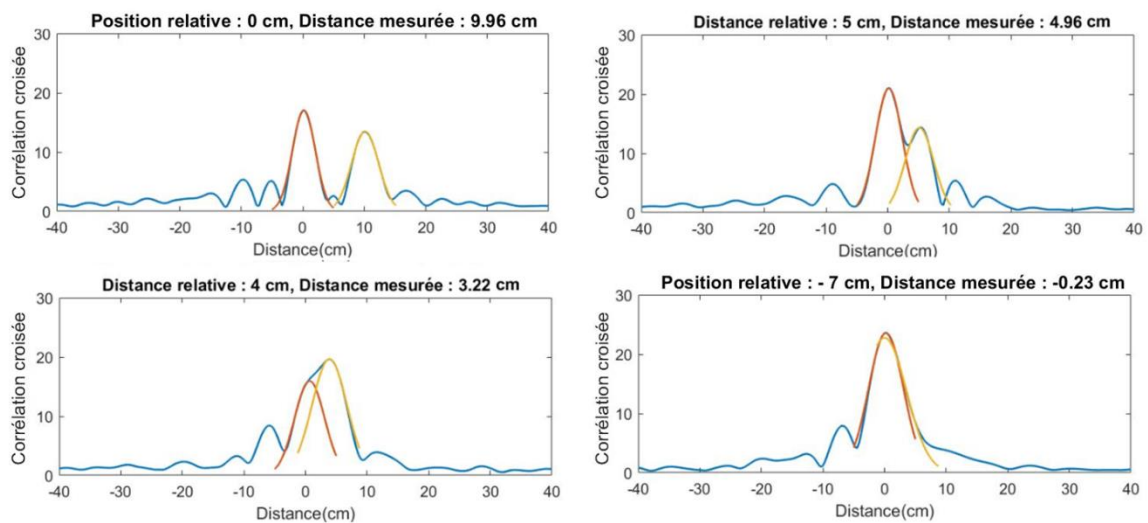 Position relative : 0 cm, Distance mesurée : 9.96 cm
30
20
10
0
Corrélation croisée
-40 -30 -20 -10 0 10 20 30 40
Distance(cm)
Distance relative : 5 cm, Distance mesurée : 4.96 cm
30
20
10
0
Corrélation croisée
-40 -30 -20 -10 0 10 20 30 40
Distance(cm)
Distance relative : 4 cm, Distance mesurée : 3.22 cm
30
20
10
0
Corrélation croisée
-40 -30 -20 -10 0 10 20 30 40
Distance(cm)
Position relative : - 7 cm, Distance mesurée : -0.23 cm
30
20
10
0
Corrélation croisée
-40 -30 -20 -10 0 10 20 30 40
Distance(cm)